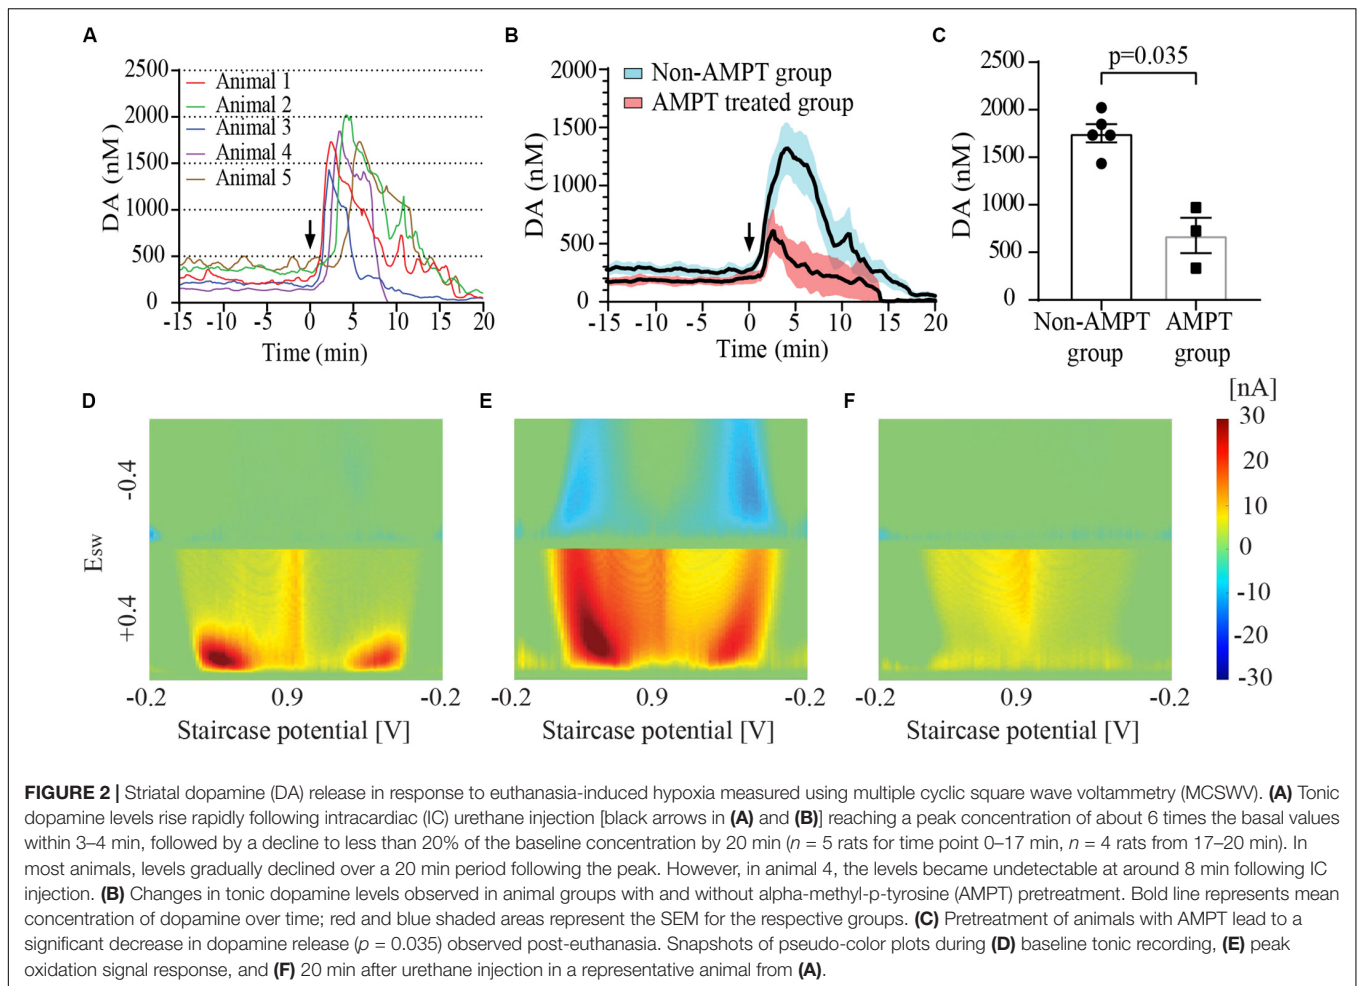 A
2500
2000
1500
1000
500
0
DA (nM)
Animal 1
Animal 2
Animal 3
Animal 4
Animal 5
-15 -10 -5 0 5 10 15 20
Time (min)
B
2000
1500
1000
500
0
DA (nM)
Non-AMPT group
AMPT treated group
-15 -10 -5 0 5 10 15 20
Time (min)
C
p=0.035
2500
2000
1500
1000
500
0
DA (nM)
Non-AMPT AMPT
group group
D
E
F
-0.4
Esw
+0.4
-0.2 0.9 -0.2
Staircase potential [V]
-0.2 0.9 -0.2
Staircase potential [V]
-0.2 0.9 -0.2
Staircase potential [V]
[nA]
30
20
10
0
-10
-20
-30
FIGURE 2 | Striatal dopamine (DA) release in response to euthanasia-induced hypoxia measured using multiple cyclic square wave voltammetry (MCSWV). (A) Tonic
dopamine levels rise rapidly following intracardiac (IC) urethane injection [black arrows in (A) and (B)] reaching a peak concentration of about 6 times the basal values
within 3–4 min, followed by a decline to less than 20% of the baseline concentration by 20 min (n = 5 rats for time point 0–17 min, n = 4 rats from 17–20 min). In
most animals, levels gradually declined over a 20 min period following the peak. However, in animal 4, the levels became undetectable at around 8 min following IC
injection. (B) Changes in tonic dopamine levels observed in animal groups with and without alpha-methyl-p-tyrosine (AMPT) pretreatment. Bold line represents mean
concentration of dopamine over time; red and blue shaded areas represent the SEM for the respective groups. (C) Pretreatment of animals with AMPT lead to a
significant decrease in dopamine release (p = 0.035) observed post-euthanasia. Snapshots of pseudo-color plots during (D) baseline tonic recording, (E) peak
oxidation signal response, and (F) 20 min after urethane injection in a representative animal from (A).